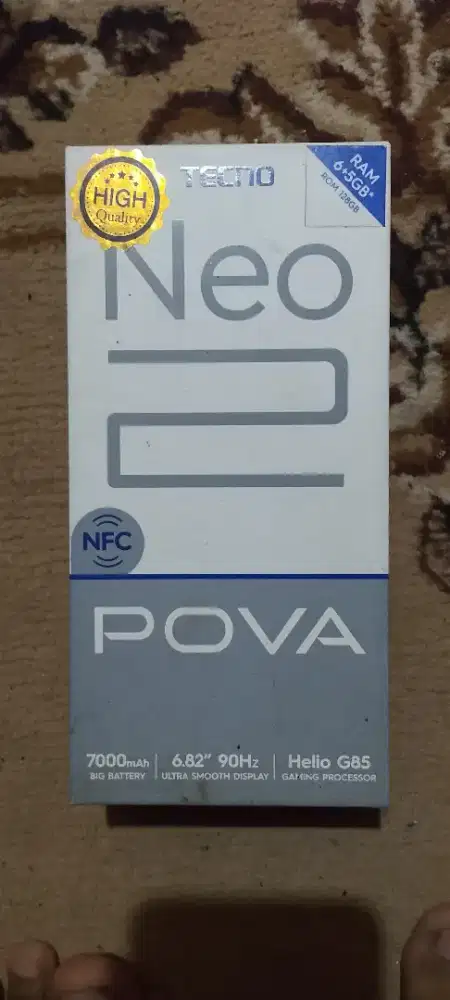 TECNO
HIGH
Quality
RAM
6+5GB*
ROM 128GB
Neo
2
NFC
POVA
7000mAh
BIG BATTERY
6.82" 90Hz
ULTRA SMOOTH DISPLAY
Helio G85
GAMING PROCESSOR